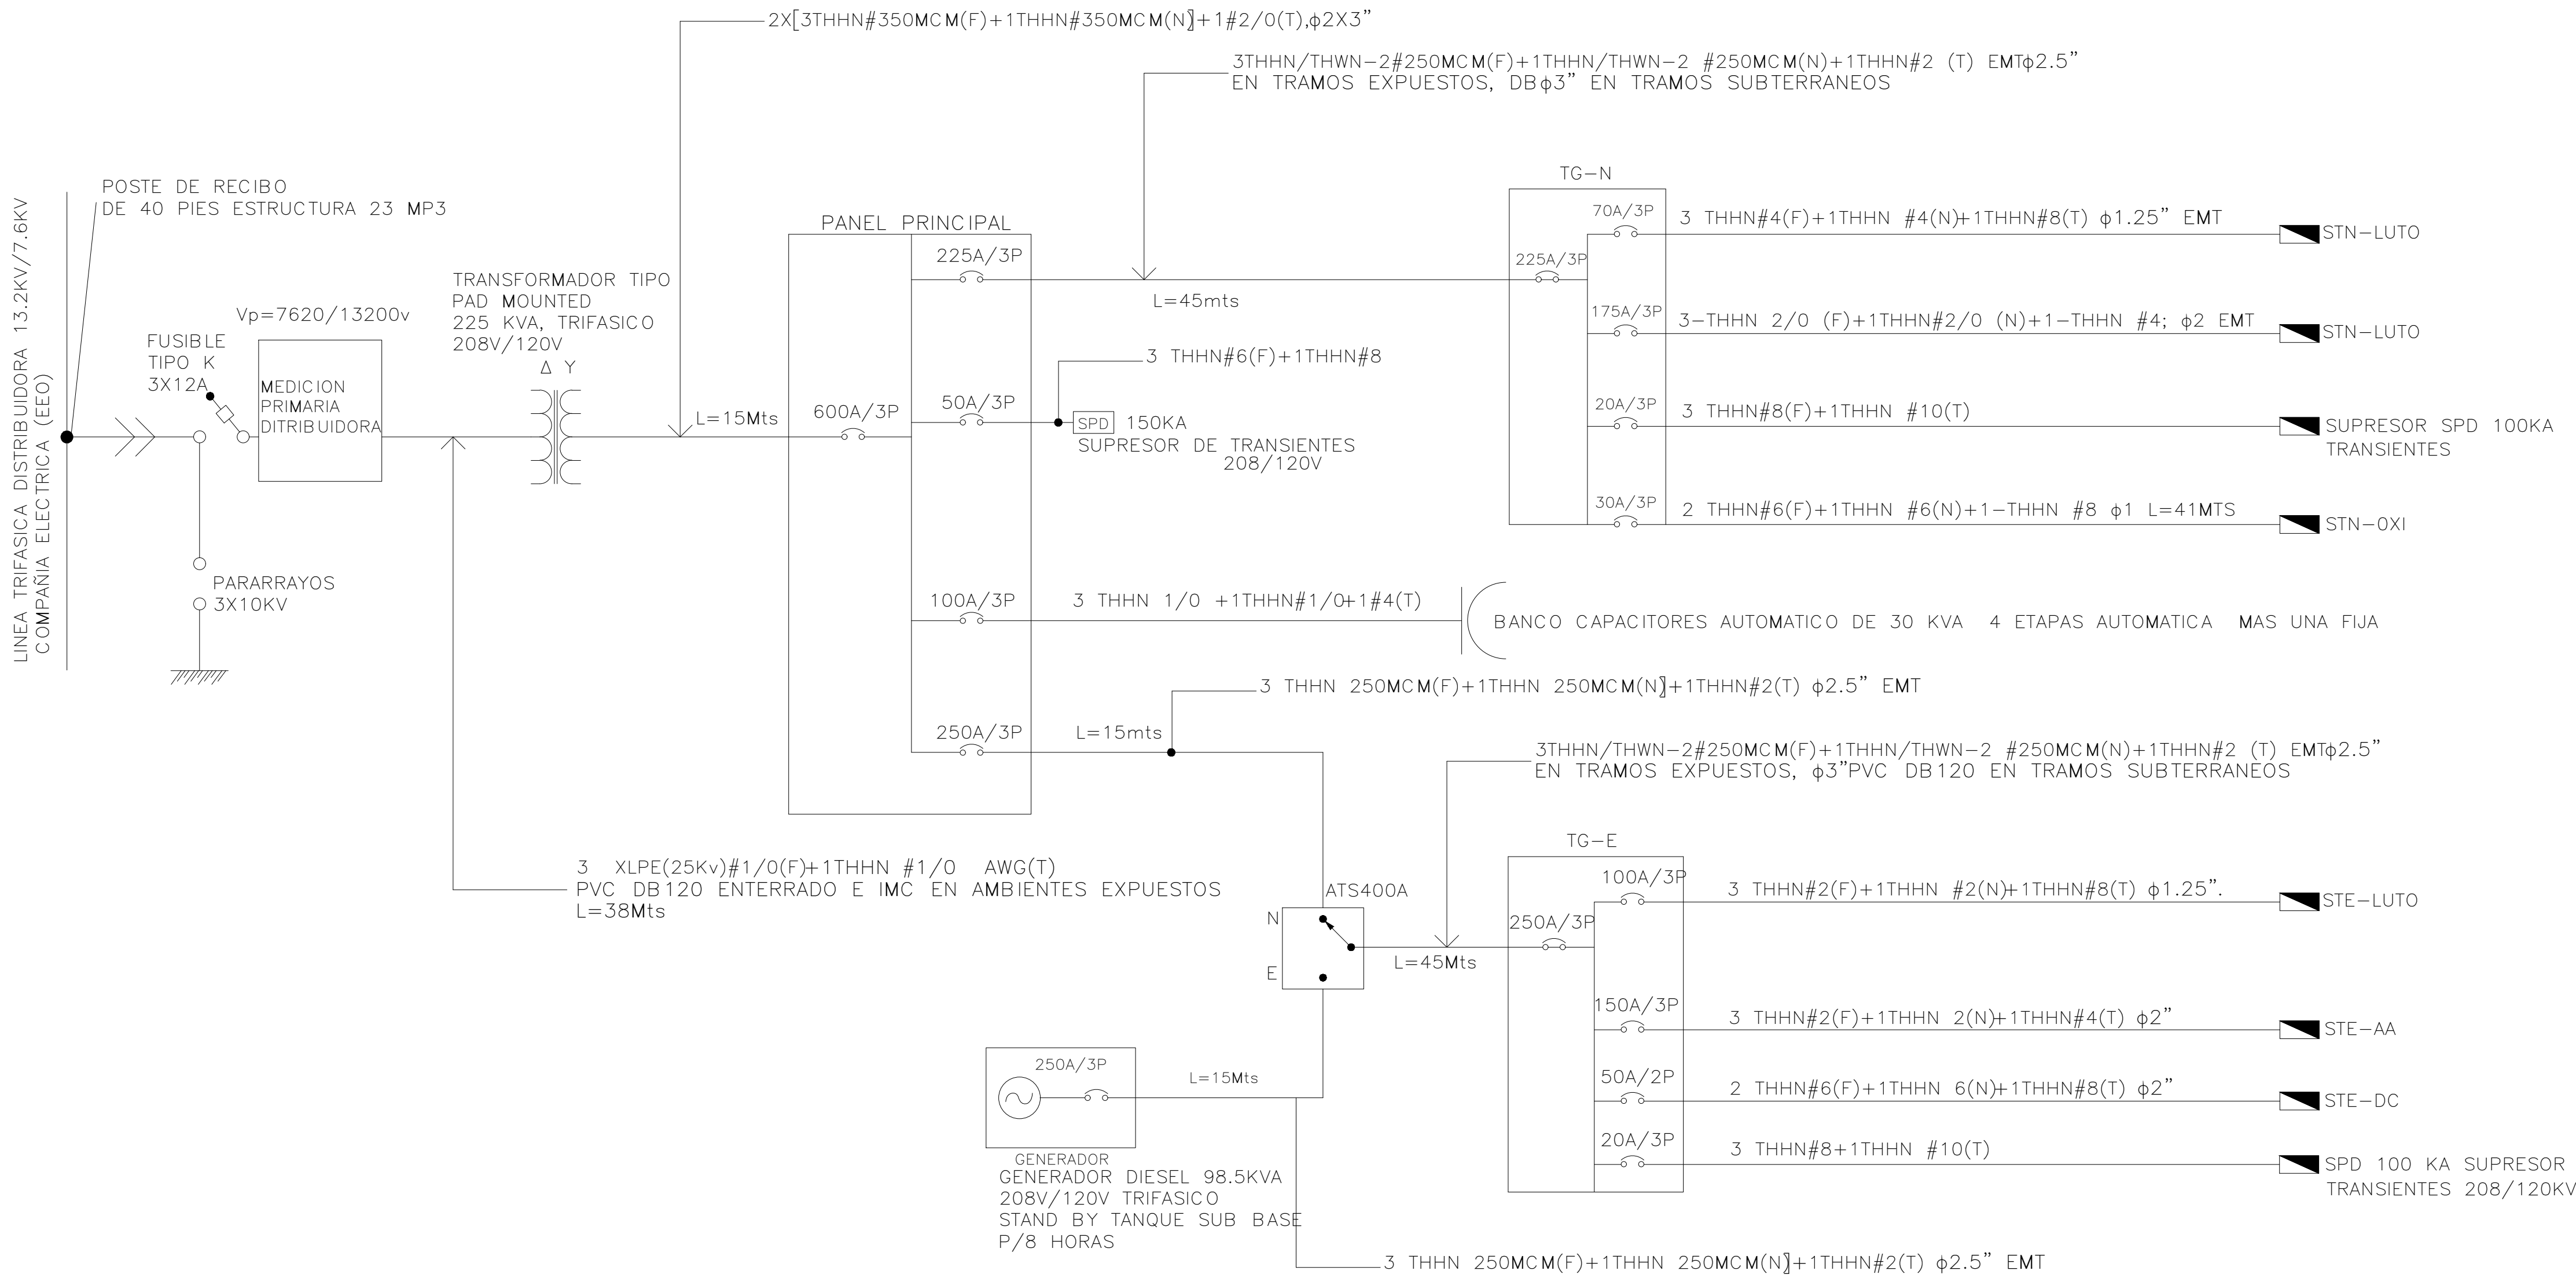 2X[3THHN#350MCM(F)+1THHN#350MCM(N)]+1#2/0(T),ϕ2X3”
3THHN/THWN-2#250MCM(F)+1THHN/THWN-2 #250MCM(N)+1THHN#2 (T) EMTϕ2.5”
EN TRAMOS EXPUESTOS, DBϕ3” EN TRAMOS SUBTERRANEOS
LINEA TRIFASICA DISTRIBUIDORA 13.2KV/7.6KV
COMPAÑIA ELECTRICA (EEO)
POSTE DE RECIBO
DE 40 PIES ESTRUCTURA 23 MP3
FUSIBLE
TIPO K
3X12A
Vp=7620/13200v
MEDICION
PRIMARIA
DITRIBUIDORA
PARARRAYOS
3X10KV
TRANSFORMADOR TIPO
PAD MOUNTED
225 KVA, TRIFASICO
208V/120V
Δ Y
L=15Mts
3 XLPE(25Kv)#1/0(F)+1THHN #1/0 AWG(T)
PVC DB120 ENTERRADO E IMC EN AMBIENTES EXPUESTOS
L=38Mts
PANEL PRINCIPAL
600A/3P
225A/3P
L=45mts
50A/3P
3 THHN#6(F)+1THHN#8
SPD 150KA
SUPRESOR DE TRANSIENTES
208/120V
100A/3P
3 THHN 1/0 +1THHN#1/0+1#4(T)
BANCO CAPACITORES AUTOMATICO DE 30 KVA 4 ETAPAS AUTOMATICA MAS UNA FIJA
250A/3P
L=15mts
3 THHN 250MCM(F)+1THHN 250MCM(N)]+1THHN#2(T) ϕ2.5” EMT
TG-N
225A/3P
70A/3P
3 THHN#4(F)+1THHN #4(N)+1THHN#8(T) ϕ1.25” EMT
STN-LUTO
175A/3P
3-THHN 2/0 (F)+1THHN#2/0 (N)+1-THHN #4; ϕ2 EMT
STN-LUTO
20A/3P
3 THHN#8(F)+1THHN #10(T)
SUPRESOR SPD 100KA
TRANSIENTES
30A/3P
2 THHN#6(F)+1THHN #6(N)+1-THHN #8 ϕ1 L=41MTS
STN-OXI
3THHN/THWN-2#250MCM(F)+1THHN/THWN-2 #250MCM(N)+1THHN#2 (T) EMTϕ2.5”
EN TRAMOS EXPUESTOS, ϕ3”PVC DB120 EN TRAMOS SUBTERRANEOS
ATS400A
N
E
L=45Mts
TG-E
250A/3P
100A/3P
3 THHN#2(F)+1THHN #2(N)+1THHN#8(T) ϕ1.25”.
STE-LUTO
150A/3P
3 THHN#2(F)+1THHN 2(N)+1THHN#4(T) ϕ2”
STE-AA
50A/2P
2 THHN#6(F)+1THHN 6(N)+1THHN#8(T) ϕ2”
STE-DC
20A/3P
3 THHN#8+1THHN #10(T)
SPD 100 KA SUPRESOR
TRANSIENTES 208/120KV
250A/3P
L=15Mts
GENERADOR
GENERADOR DIESEL 98.5KVA
208V/120V TRIFASICO
STAND BY TANQUE SUB BASE
P/8 HORAS
3 THHN 250MCM(F)+1THHN 250MCM(N)]+1THHN#2(T) ϕ2.5” EMT